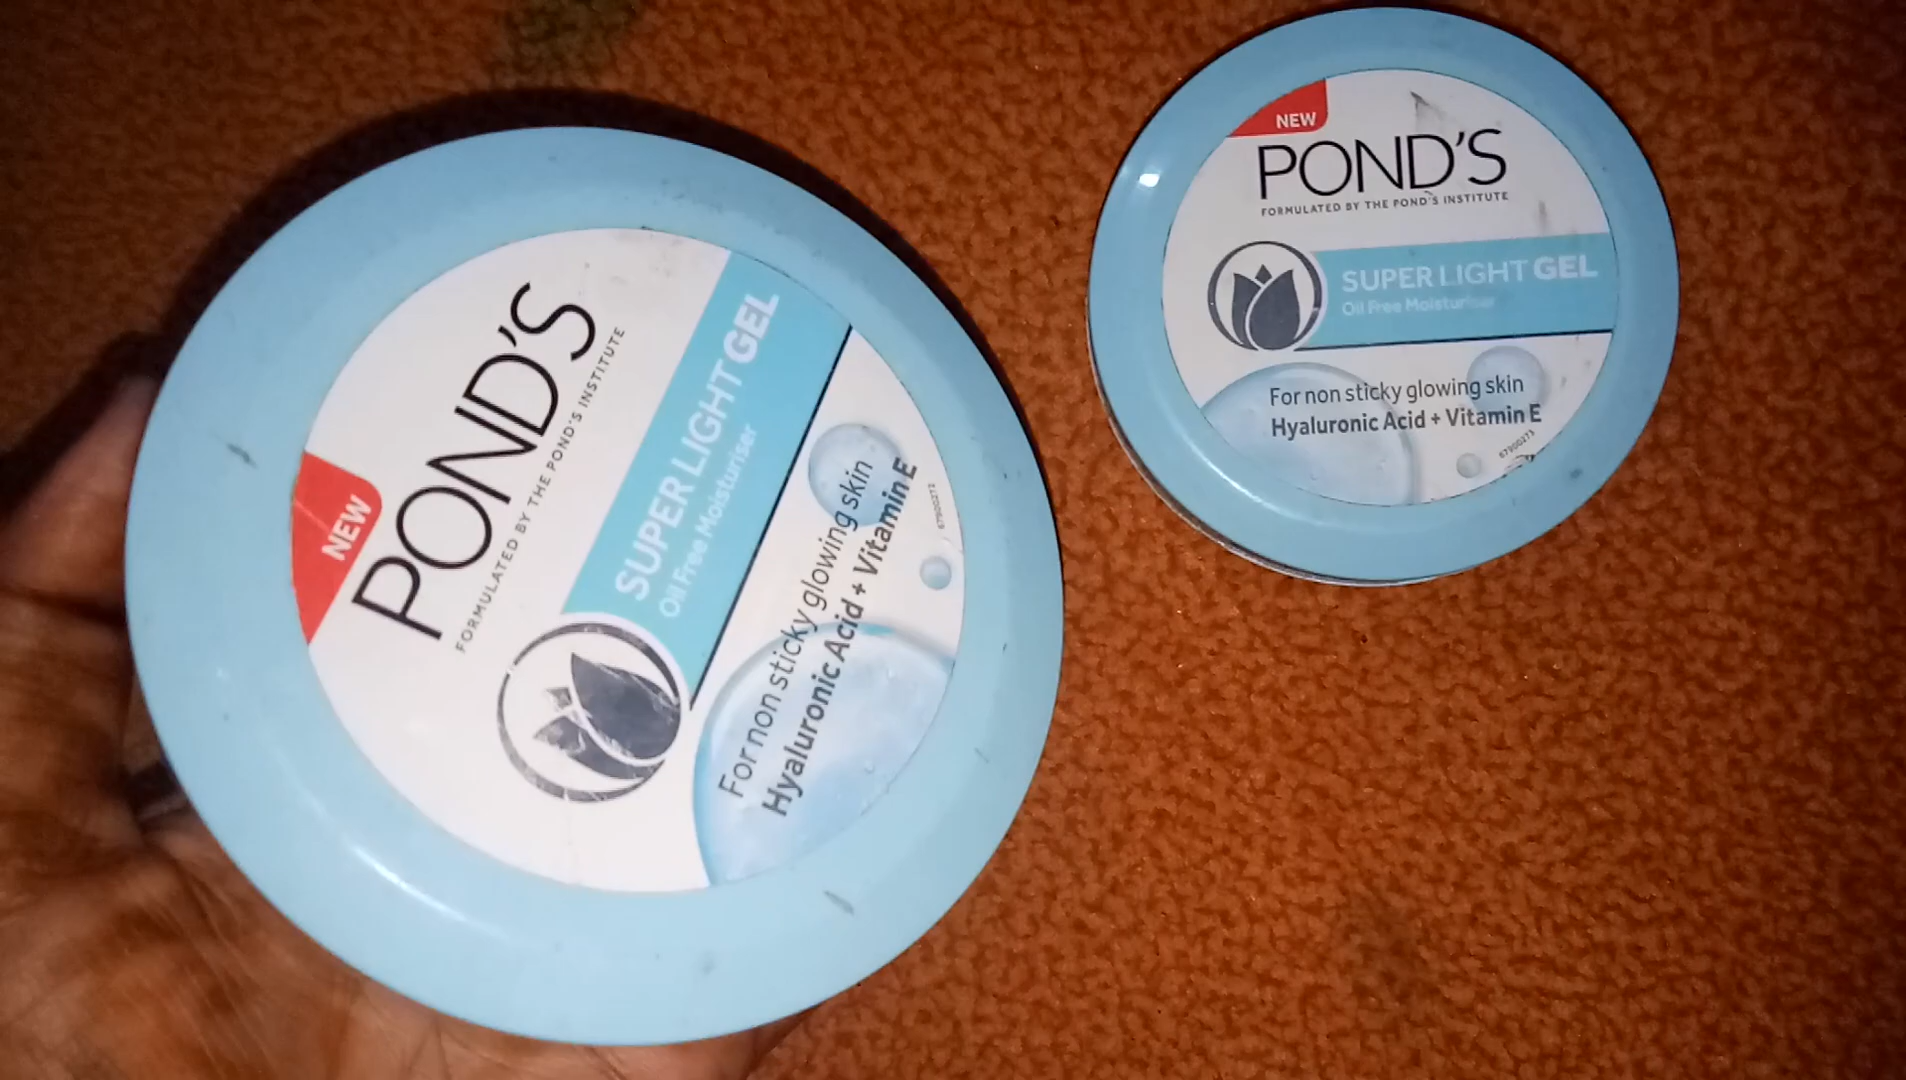 NEW
POND'S
FORMULATED BY THE POND'S INSTITUTE
SUPER LIGHT GEL
Oil Free Moisturiser
For non sticky glowing skin
Hyaluronic Acid + Vitamin E
67900272
NEW
POND'S
FORMULATED BY THE POND'S INSTITUTE
SUPER LIGHT GEL
Oil Free Moisturiser
For non sticky glowing skin
Hyaluronic Acid + Vitamin E
67900273